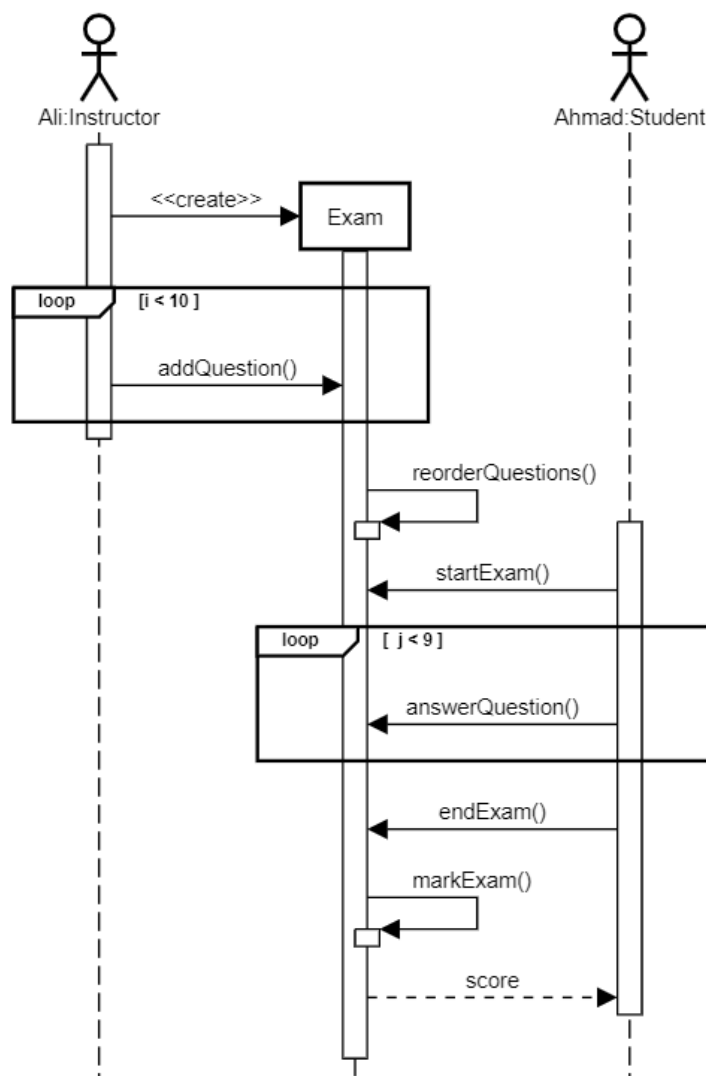 Ali:Instructor
Ahmad:Student
<<create>>
Exam
loop [i < 10 ]
addQuestion()
reorderQuestions()
startExam()
loop [ j < 9 ]
answerQuestion()
endExam()
markExam()
score